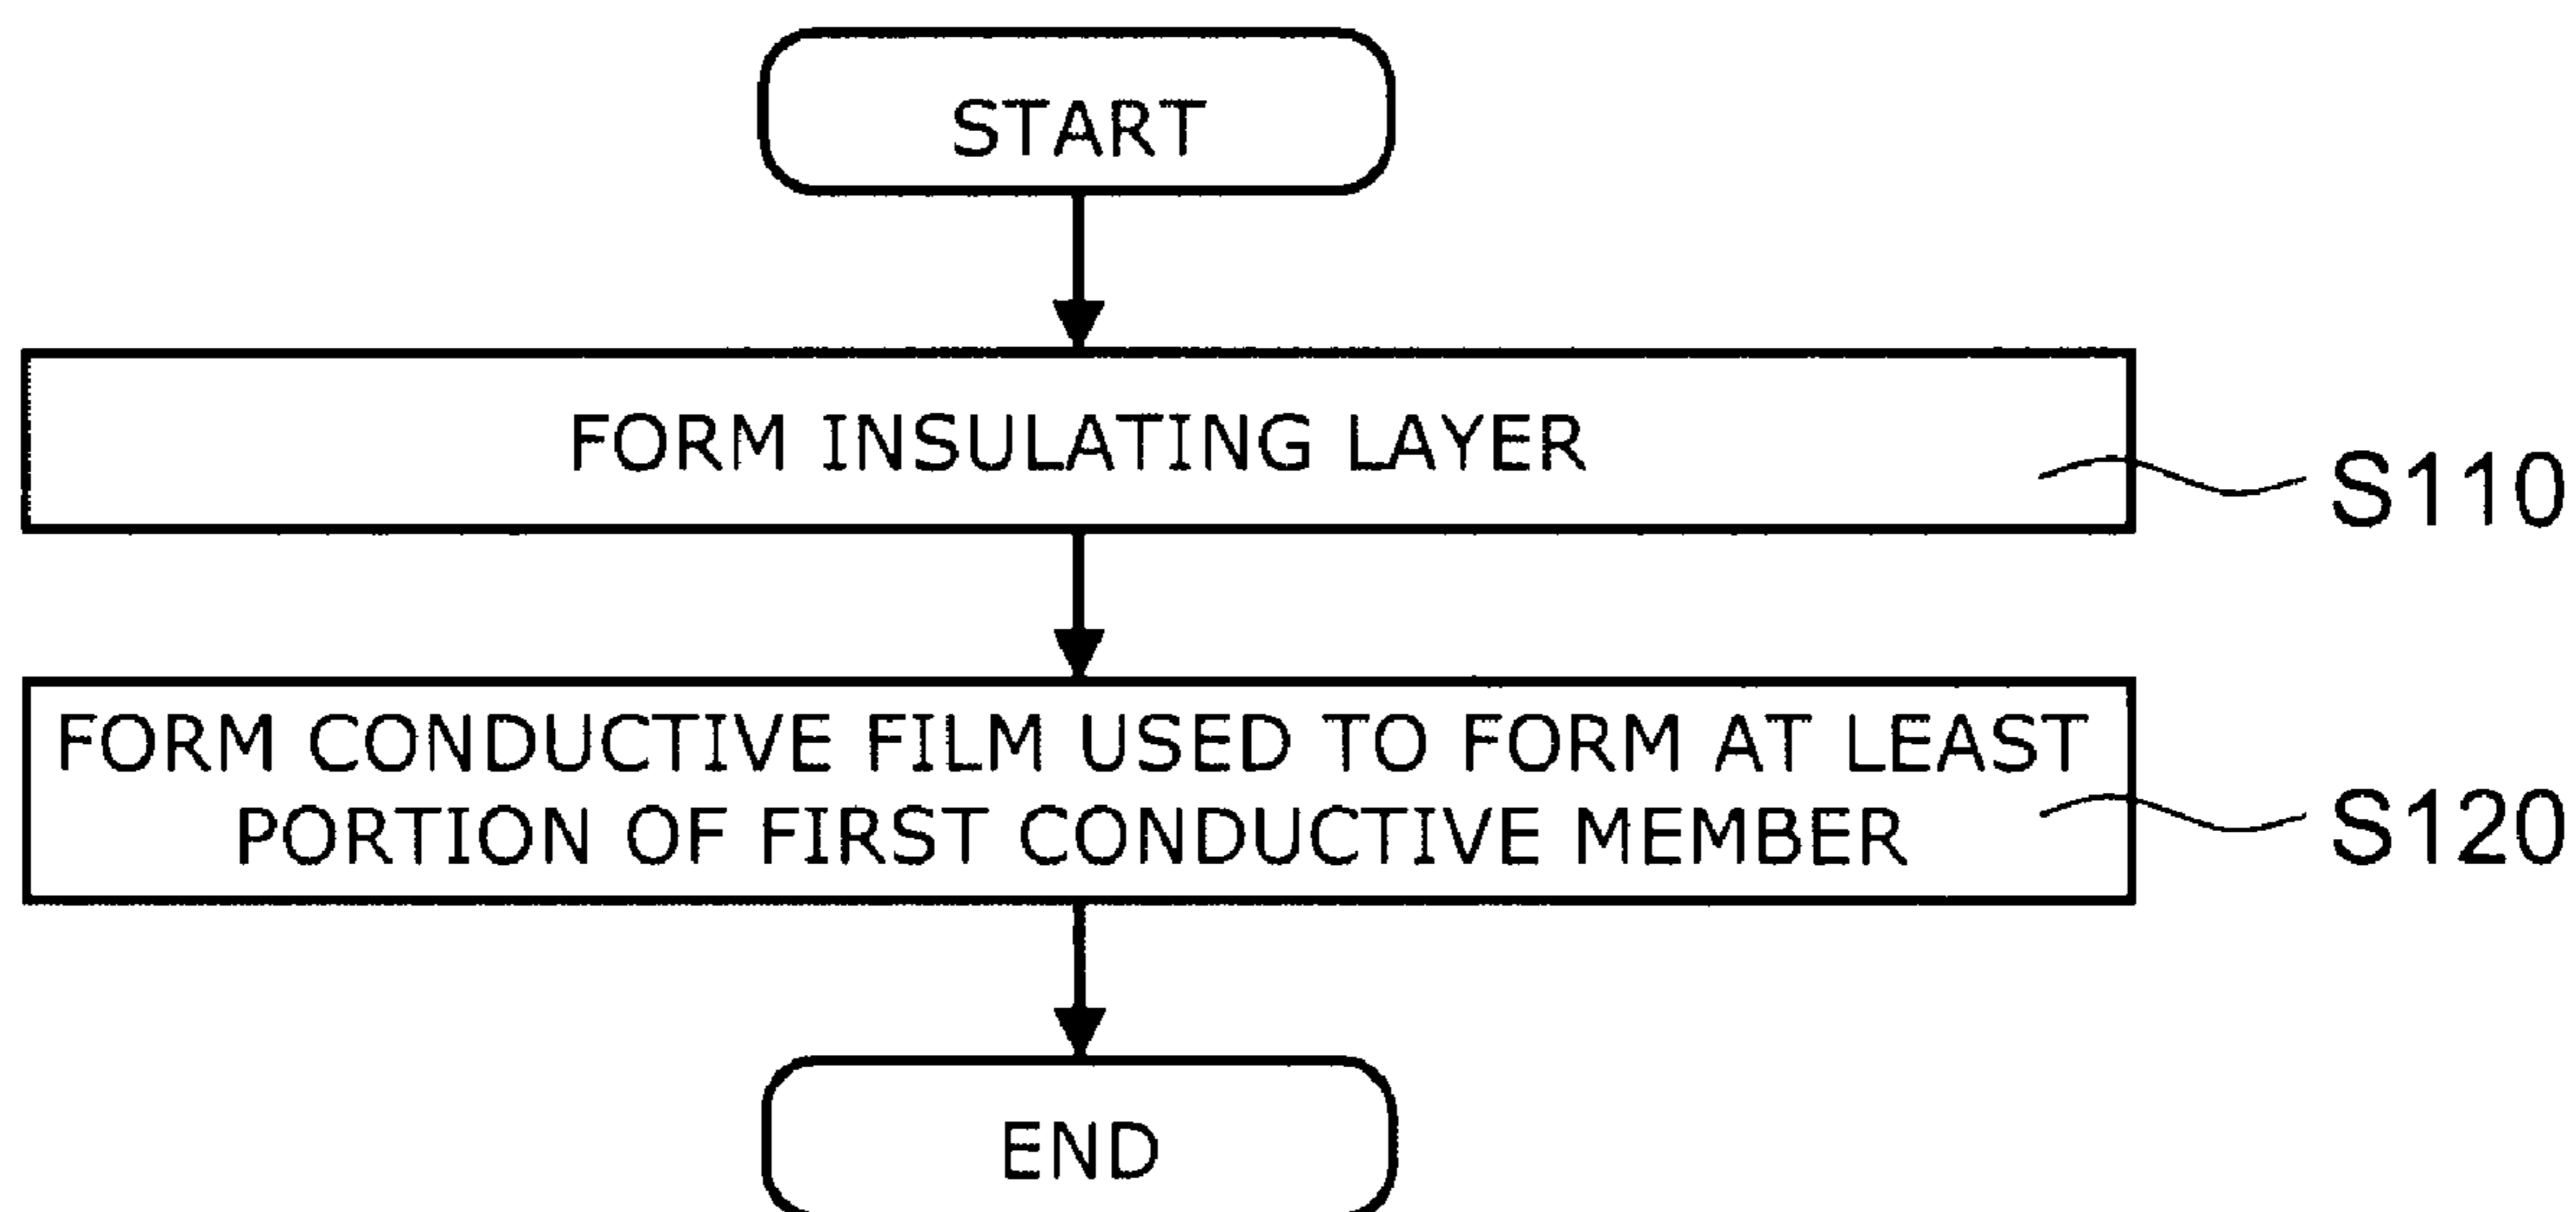 START
FORM INSULATING LAYER
S110
FORM CONDUCTIVE FILM USED TO FORM AT LEAST
PORTION OF FIRST CONDUCTIVE MEMBER
S120
END